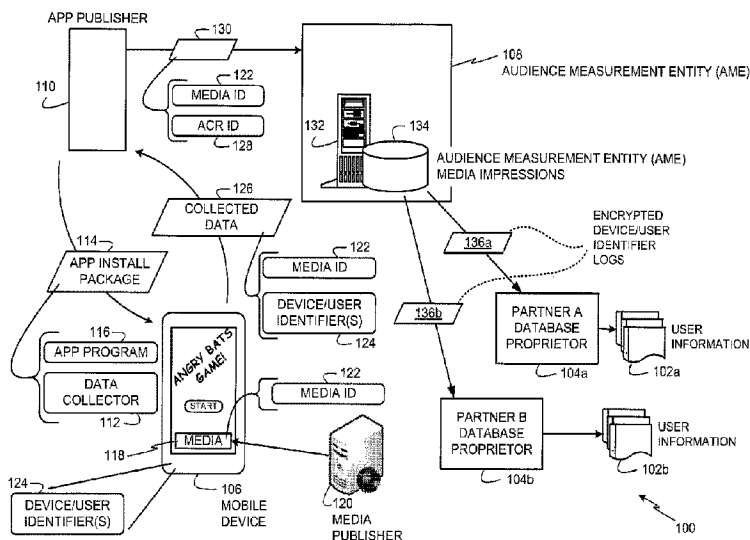 APP PUBLISHER
110
130
122
MEDIA ID
ACR ID
128
108
AUDIENCE MEASUREMENT ENTITY (AME)
132
134
AUDIENCE MEASUREMENT ENTITY (AME)
MEDIA IMPRESSIONS
126
COLLECTED
DATA
114
APP INSTALL
PACKAGE
122
MEDIA ID
DEVICE/USER
IDENTIFIER(S)
124
136a
136b
ENCRYPTED
DEVICE/USER
IDENTIFIER
LOGS
116
APP PROGRAM
DATA
COLLECTOR
112
ANGRY BATS
GAME!
START
MEDIA
118
122
MEDIA ID
PARTNER A
DATABASE
PROPRIETOR
104a
USER
INFORMATION
102a
PARTNER B
DATABASE
PROPRIETOR
104b
USER
INFORMATION
102b
124
DEVICE/USER
IDENTIFIER(S)
106
MOBILE
DEVICE
120
MEDIA
PUBLISHER
100